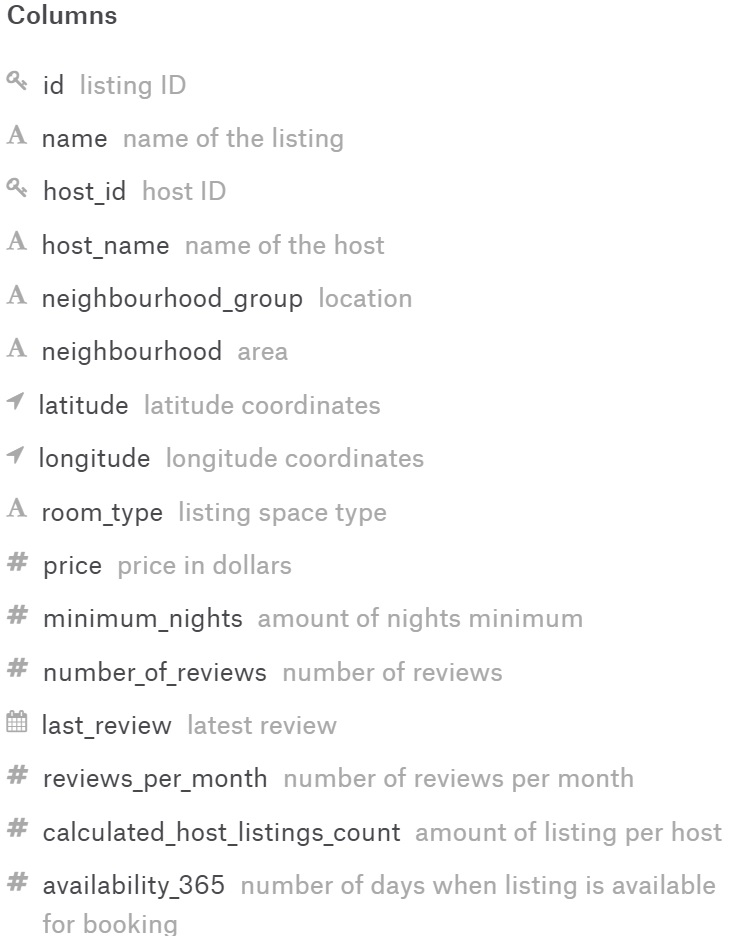 Columns
id listing ID
name name of the listing
host_id host ID
host_name name of the host
neighbourhood_group location
neighbourhood area
latitude latitude coordinates
longitude longitude coordinates
room_type listing space type
price price in dollars
minimum_nights amount of nights minimum
number_of_reviews number of reviews
last_review latest review
reviews_per_month number of reviews per month
calculated_host_listings_count amount of listing per host
availability_365 number of days when listing is available
for booking